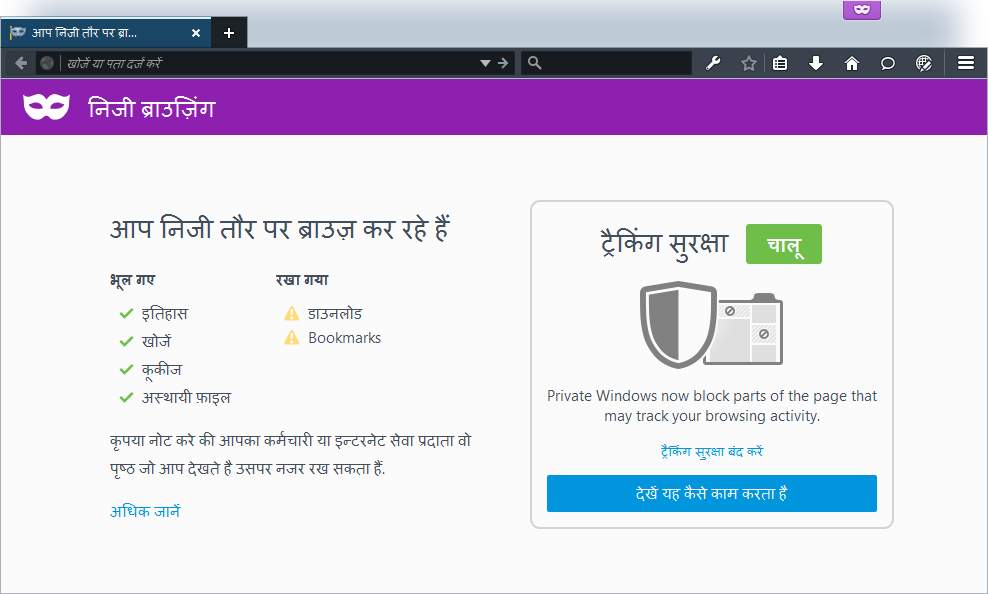 आप निजी तौर पर ब्रा...
खोजें या पता दर्ज करें
निजी ब्राउज़िंग
आप निजी तौर पर ब्राउज़ कर रहे हैं
भूल गए
रखा गया
इतिहास
डाउनलोड
खोजें
Bookmarks
कूकीज
अस्थायी फ़ाइल
कृपया नोट करे की आपका कर्मचारी या इन्टरनेट सेवा प्रदाता वो
पृष्ठ जो आप देखते है उसपर नजर रख सकता हैं.
अधिक जानें
ट्रैकिंग सुरक्षा चालू
Private Windows now block parts of the page that
may track your browsing activity.
ट्रैकिंग सुरक्षा बंद करें
देखें यह कैसे काम करता है